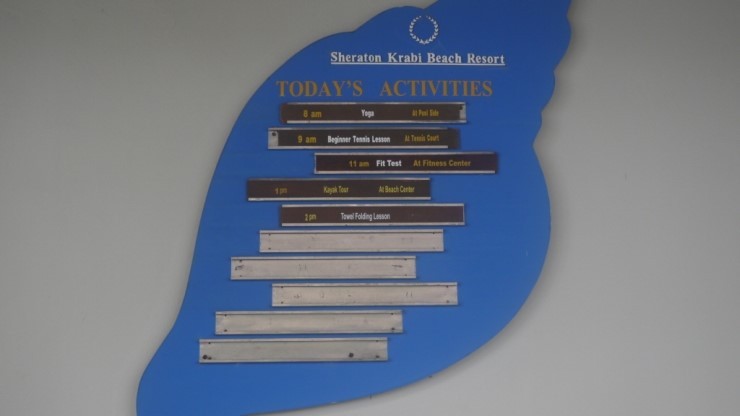 Sheraton Krabi Beach Resort
TODAY'S ACTIVITIES
8 am Yoga At Pool Side
9 am Beginner Tennis Lesson At Tennis Court
11 am Fit Test At Fitness Center
1 pm Kayak Tour At Beach Center
2 pm Towel Folding Lesson